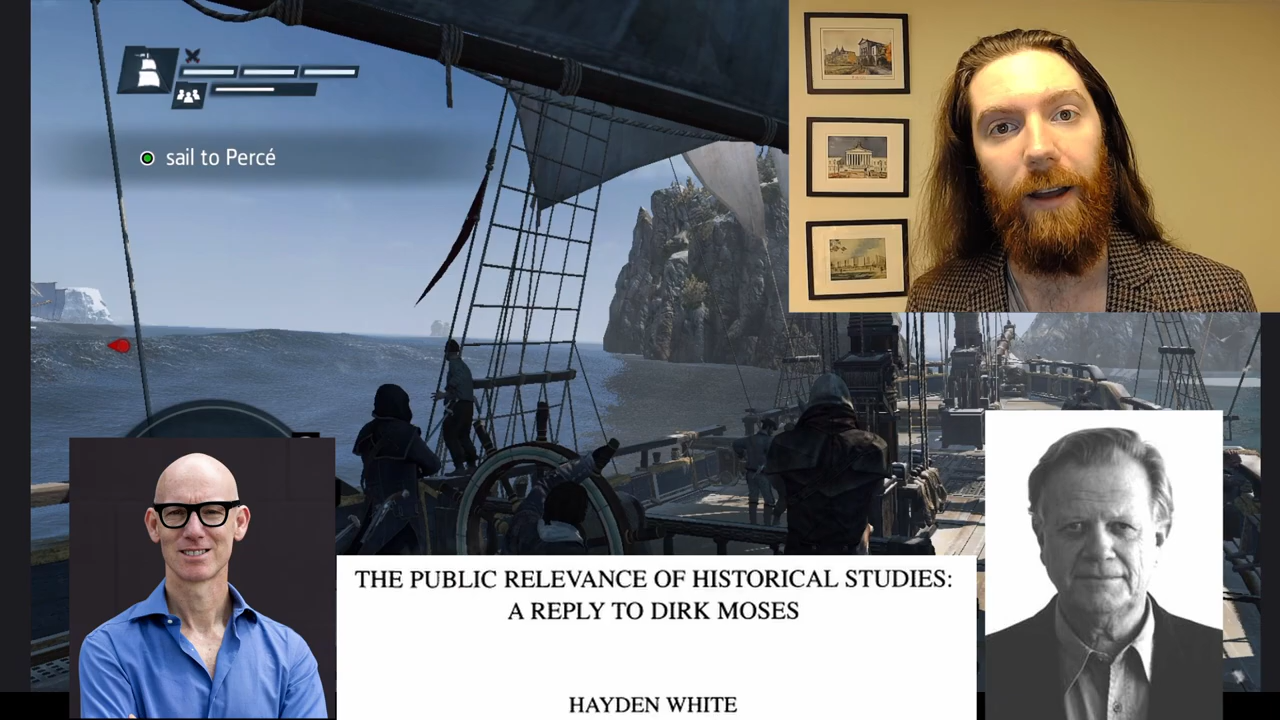 sail to Percé
THE PUBLIC RELEVANCE OF HISTORICAL STUDIES:
A REPLY TO DIRK MOSES
HAYDEN WHITE